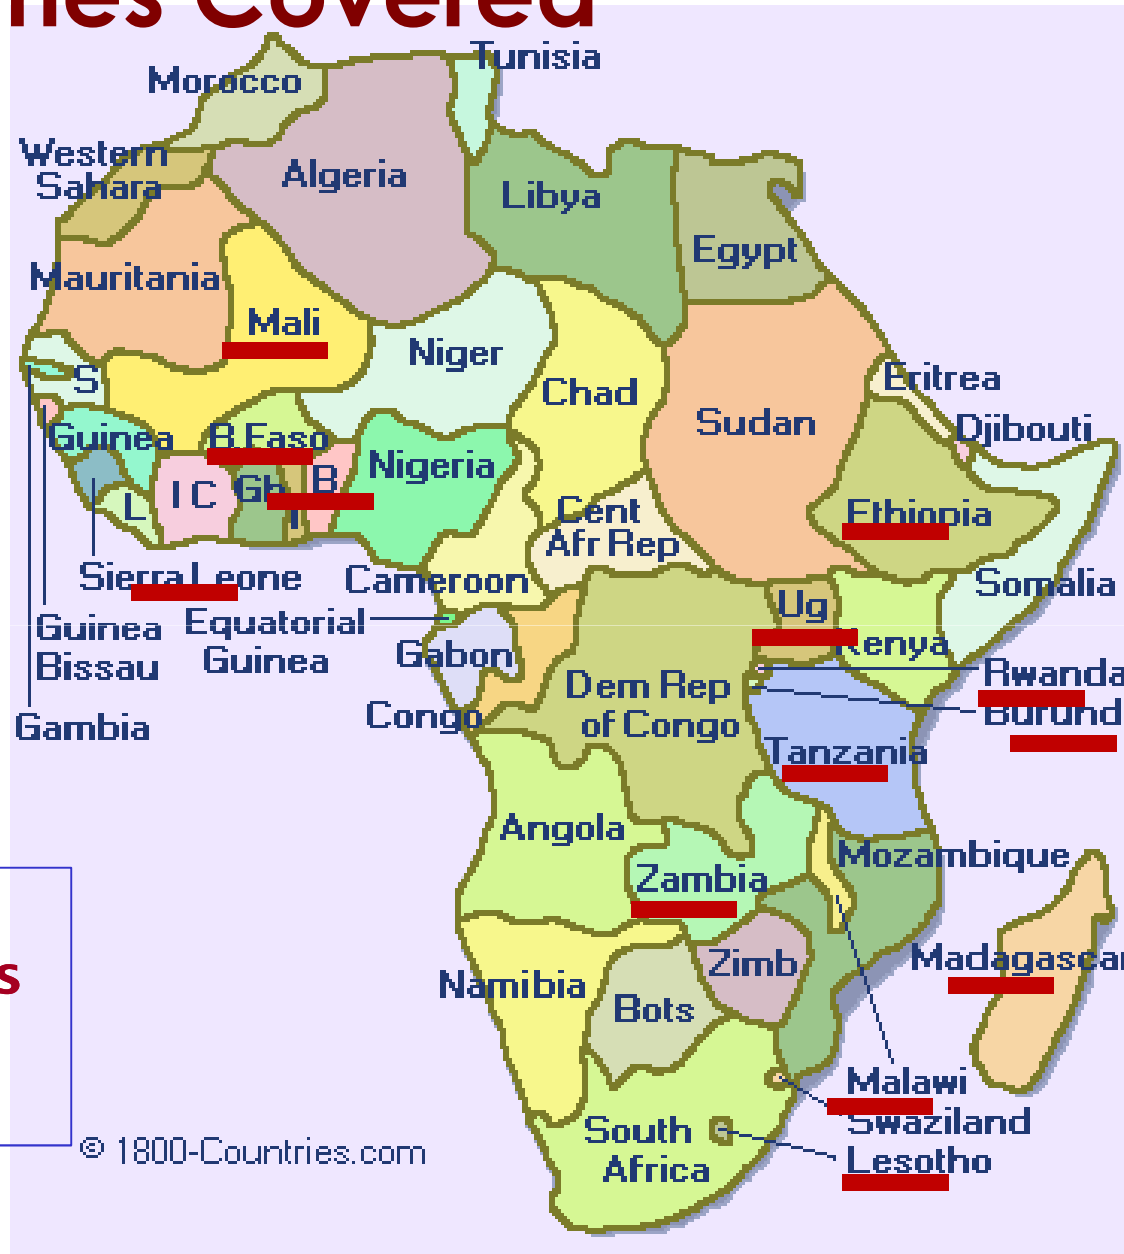 nes Covered
Tunisia
Morocco
Western
Sahara
Algeria
Libya
Egypt
Mauritania
Mali
Niger
Chad
Sudan
Eritrea
Djibouti
S
Guinea
B Faso
Nigeria
I C
Gh
B
T
L
Cent
Afr Rep
Ethiopia
Somalia
Sierra Leone
Cameroon
Ug
Kenya
Equatorial
Guinea
Guinea
Bissau
Gabon
Rwanda
Dem Rep
of Congo
Congo
Burund
Gambia
Tanzania
Angola
Mozambique
Zambia
s
Zimb
Madagascar
Namibia
Bots
Malawi
Swaziland
South
Africa
Lesotho
© 1800-Countries.com